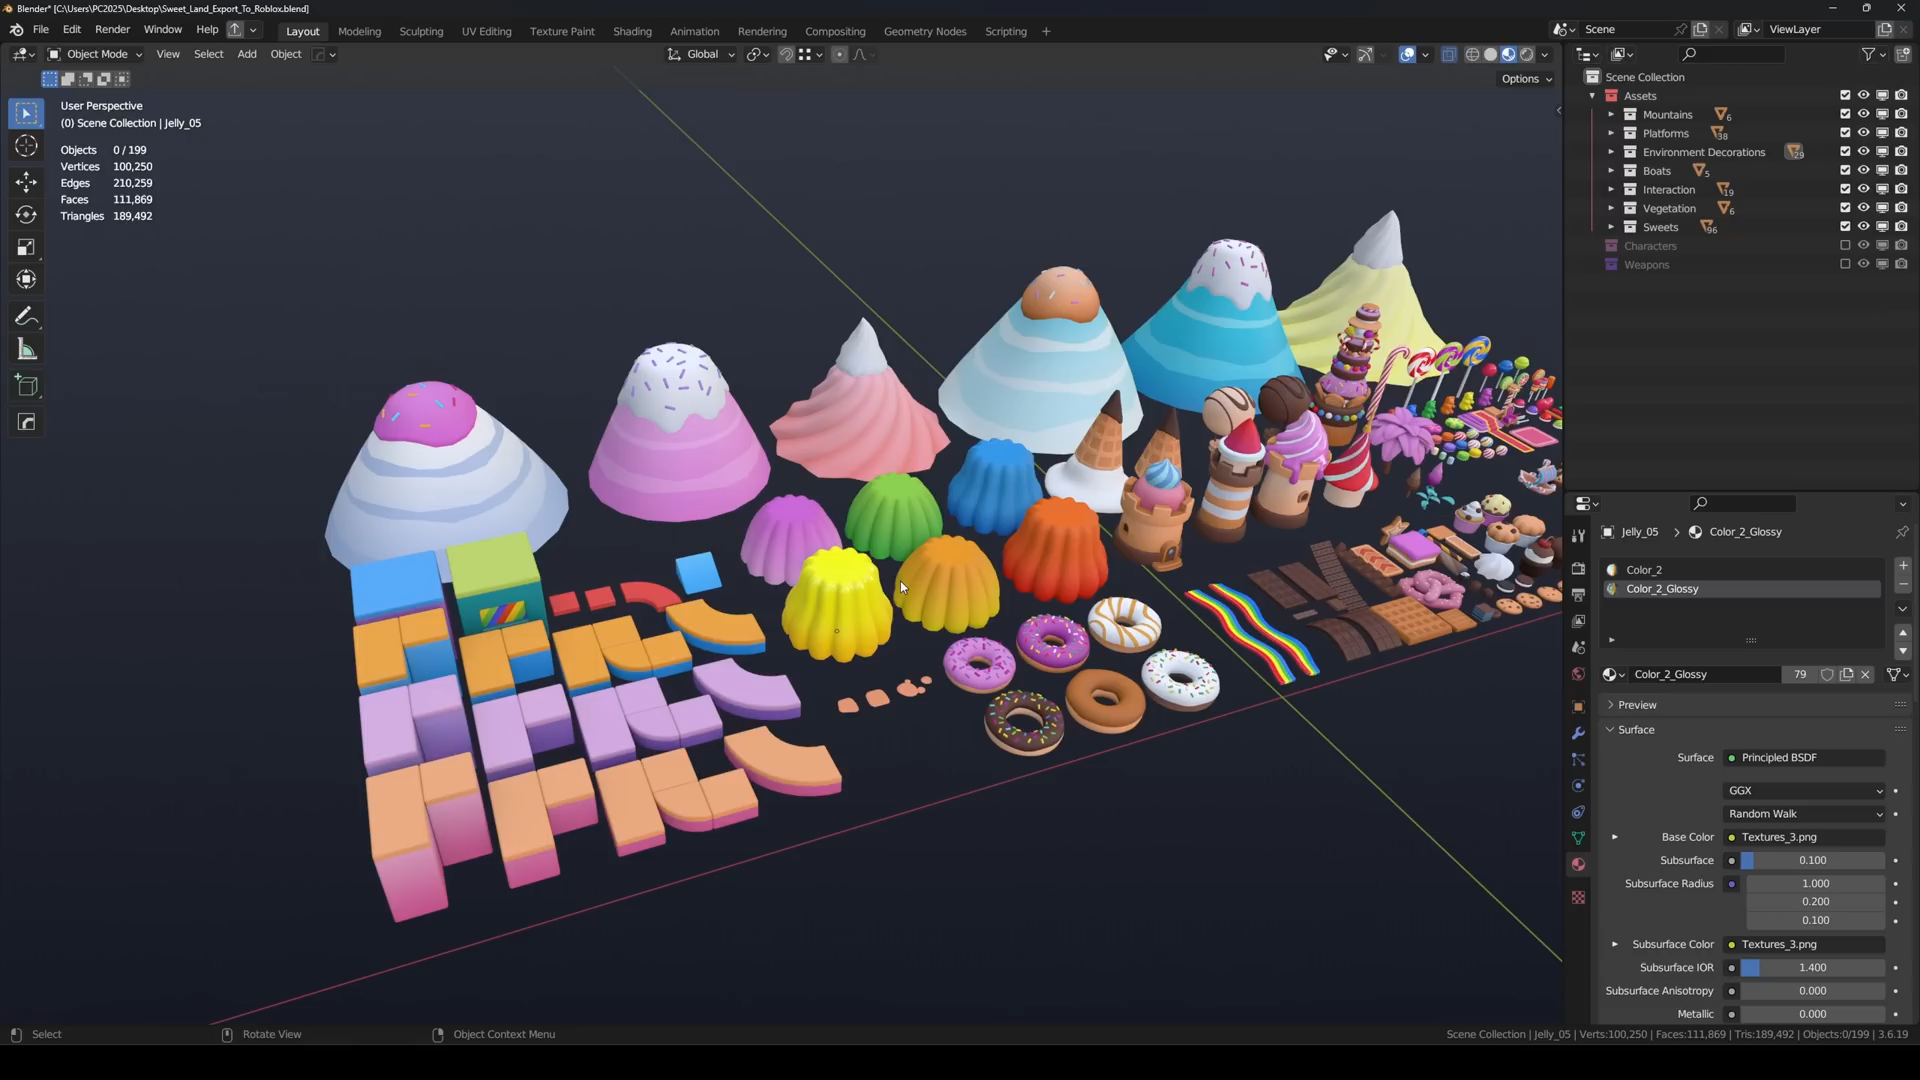 Blender* [C:\Users\PC2025\Desktop\Sweet_Land_Export_To_Roblox.blend]
File Edit Render Window Help
Layout Modeling Sculpting UV Editing Texture Paint Shading Animation Rendering Compositing Geometry Nodes Scripting +
Scene
ViewLayer
Object Mode View Select Add Object
Global
Options
User Perspective
(0) Scene Collection | Jelly_05
Objects 0 / 199
Vertices 100,250
Edges 210,259
Faces 111,869
Triangles 189,492
Scene Collection
Assets
Mountains 6
Platforms 38
Environment Decorations 29
Boats 5
Interaction 19
Vegetation 6
Sweets 96
Characters
Weapons
Jelly_05 > Color_2_Glossy
Color_2
Color_2_Glossy
Color_2_Glossy 79
Preview
Surface
Surface Principled BSDF
GGX
Random Walk
Base Color Textures_3.png
Subsurface 0.100
Subsurface Radius 1.000
0.200
0.100
Subsurface Color Textures_3.png
Subsurface IOR 1.400
Subsurface Anisotropy 0.000
Metallic 0.000
Select Rotate View Object Context Menu
Scene Collection | Jelly_05 | Verts:100,250 | Faces:111,869 | Tris:189,492 | Objects:0/199 | 3.6.19